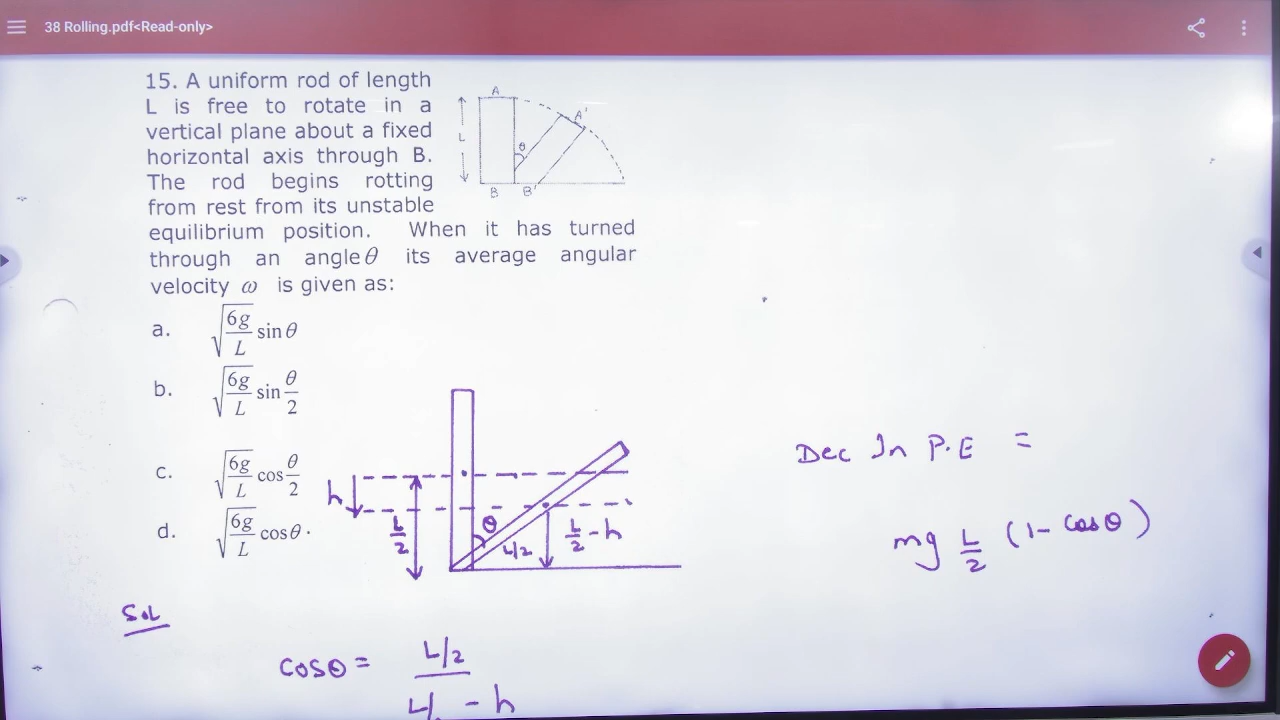 38 Rolling.pdf<Read-only>
15. A uniform rod of length
L is free to rotate in a
vertical plane about a fixed
horizontal axis through B.
The rod begins rotting
from rest from its unstable
equilibrium position. When it has turned
through an angle θ its average angular
velocity ω is given as:
A
A'
L
θ
B
B'
a. √(6g/L) sin θ
b. √(6g/L) sin θ/2
c. √(6g/L) cos θ/2
d. √(6g/L) cos θ.
h
L/2
θ
L/2
L/2 - h
Dec In P.E =
mg L/2 (1 - cosθ)
Sol
cosθ = L/2
L/ - h